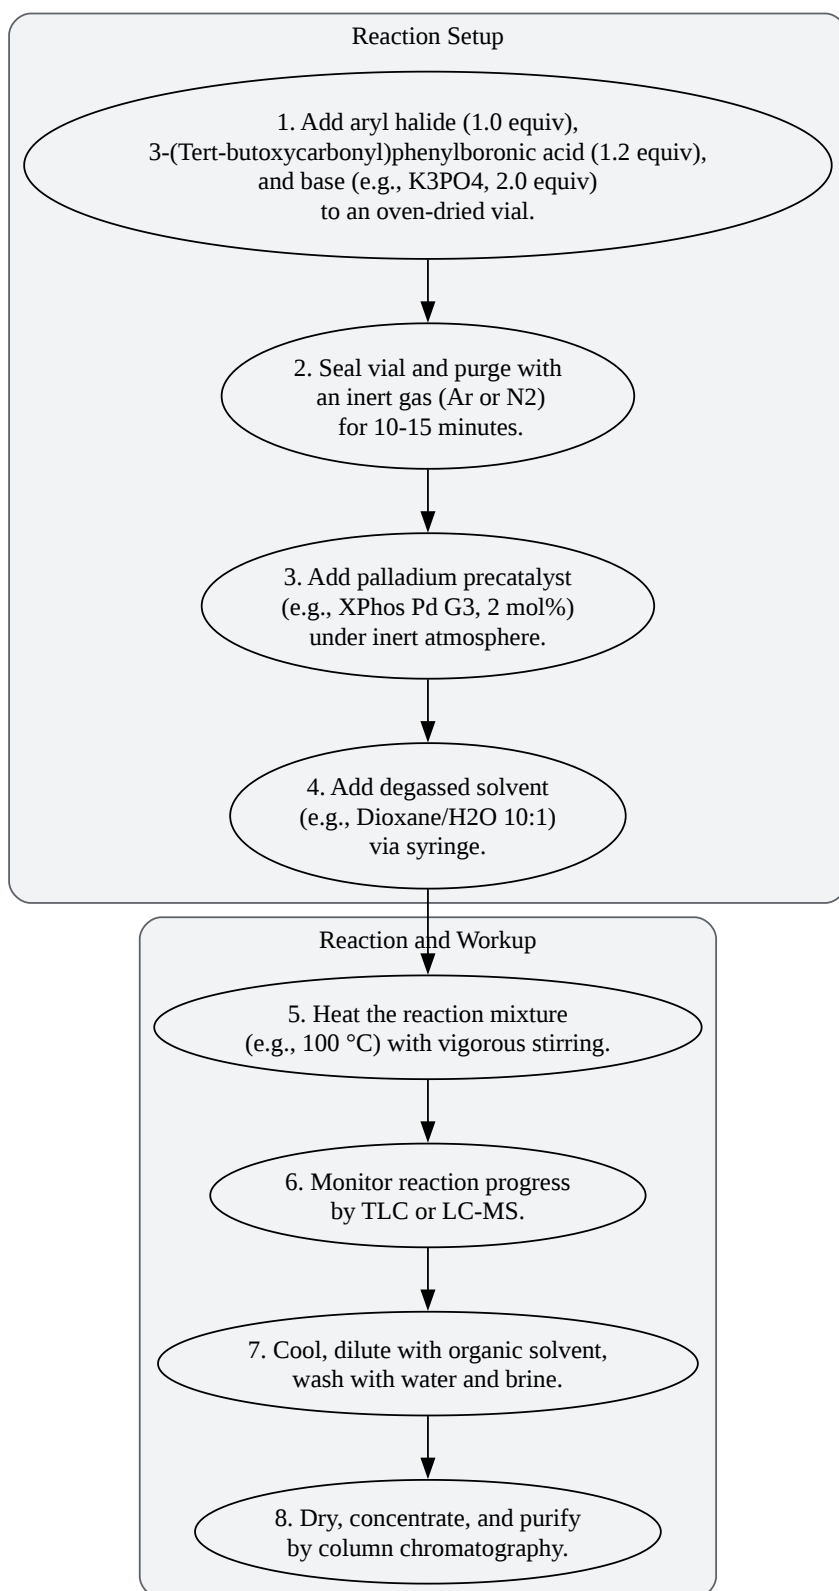 Reaction Setup
1. Add aryl halide (1.0 equiv),
3-(Tert-butoxycarbonyl)phenylboronic acid (1.2 equiv),
and base (e.g., K3PO4, 2.0 equiv)
to an oven-dried vial.
2. Seal vial and purge with
an inert gas (Ar or N2)
for 10-15 minutes.
3. Add palladium precatalyst
(e.g., XPhos Pd G3, 2 mol%)
under inert atmosphere.
4. Add degassed solvent
(e.g., Dioxane/H2O 10:1)
via syringe.
Reaction and Workup
5. Heat the reaction mixture
(e.g., 100 °C) with vigorous stirring.
6. Monitor reaction progress
by TLC or LC-MS.
7. Cool, dilute with organic solvent,
wash with water and brine.
8. Dry, concentrate, and purify
by column chromatography.